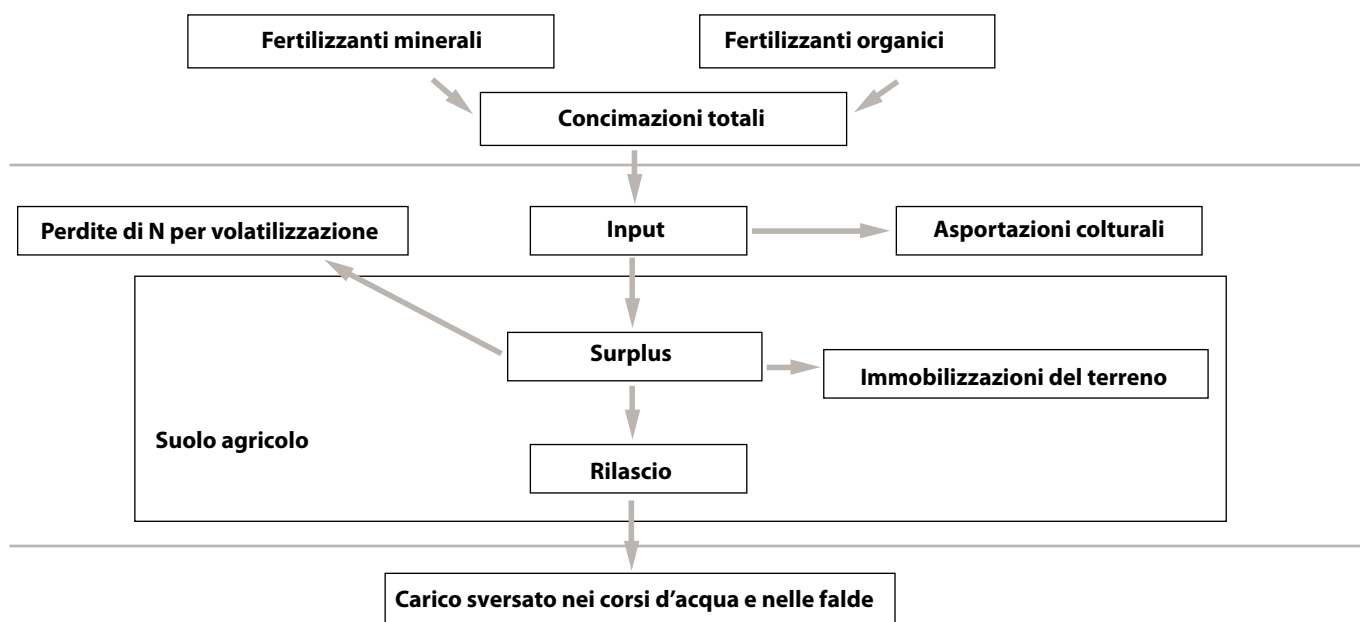 Fertilizzanti minerali
Fertilizzanti organici
Concimazioni totali
Perdite di N per volatilizzazione
Input
Asportazioni colturali
Surplus
Immobilizzazioni del terreno
Suolo agricolo
Rilascio
Carico sversato nei corsi d'acqua e nelle falde